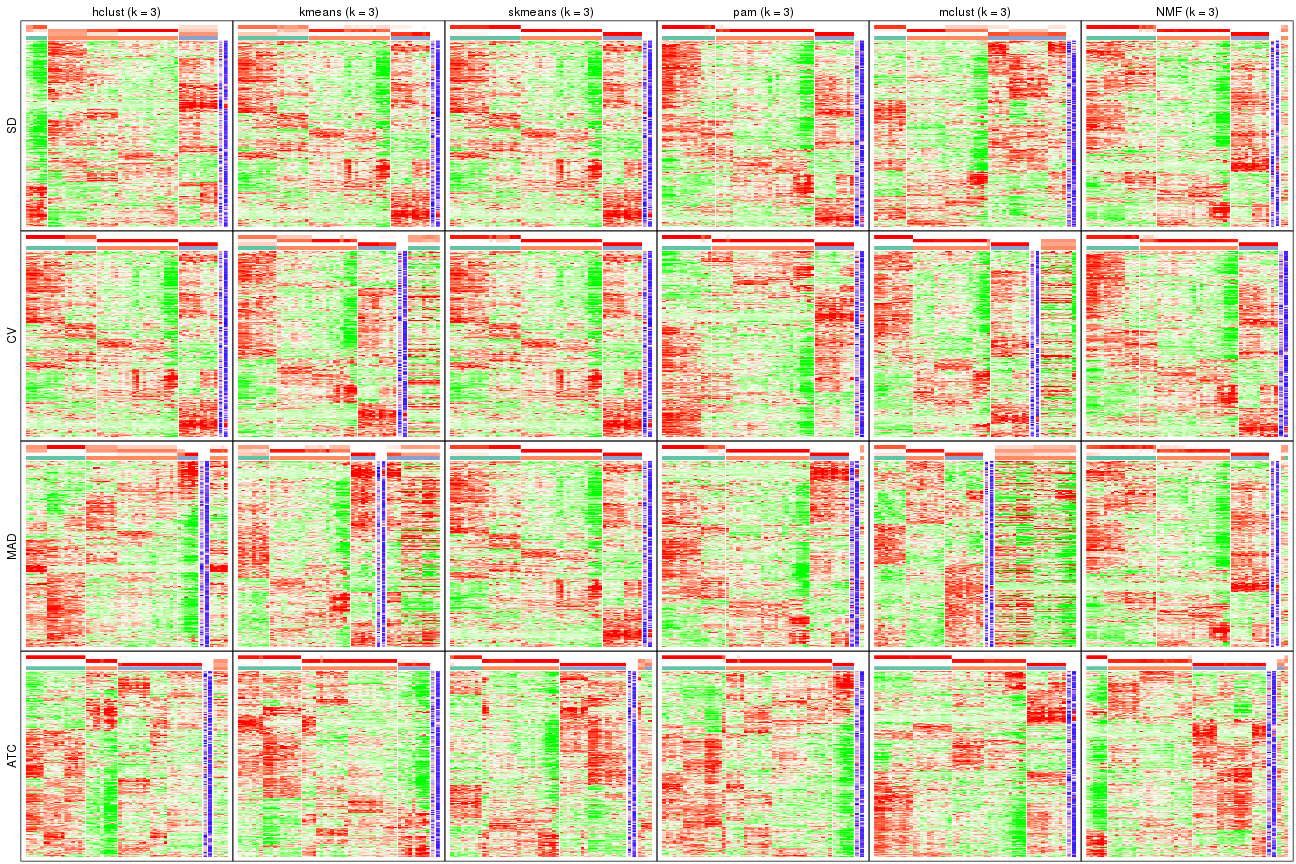 hclust (k = 3) kmeans (k = 3) skmeans (k = 3) pam (k = 3) mclust (k = 3) NMF (k = 3)
SD
CV
MAD
ATC